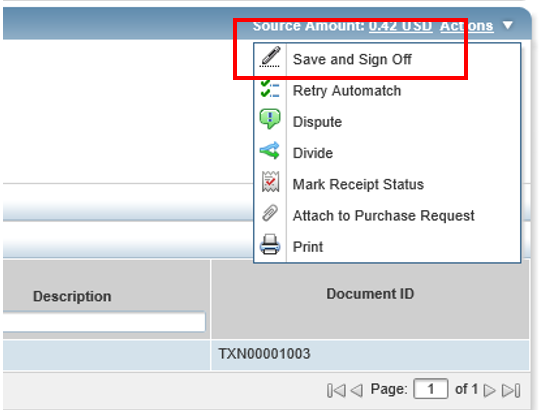 Source Amount: 0.42 USD Actions
Save and Sign Off
Retry Automatch
Dispute
Divide
Mark Receipt Status
Attach to Purchase Request
Print
Description Document ID
TXN00001003
Page: 1 of 1